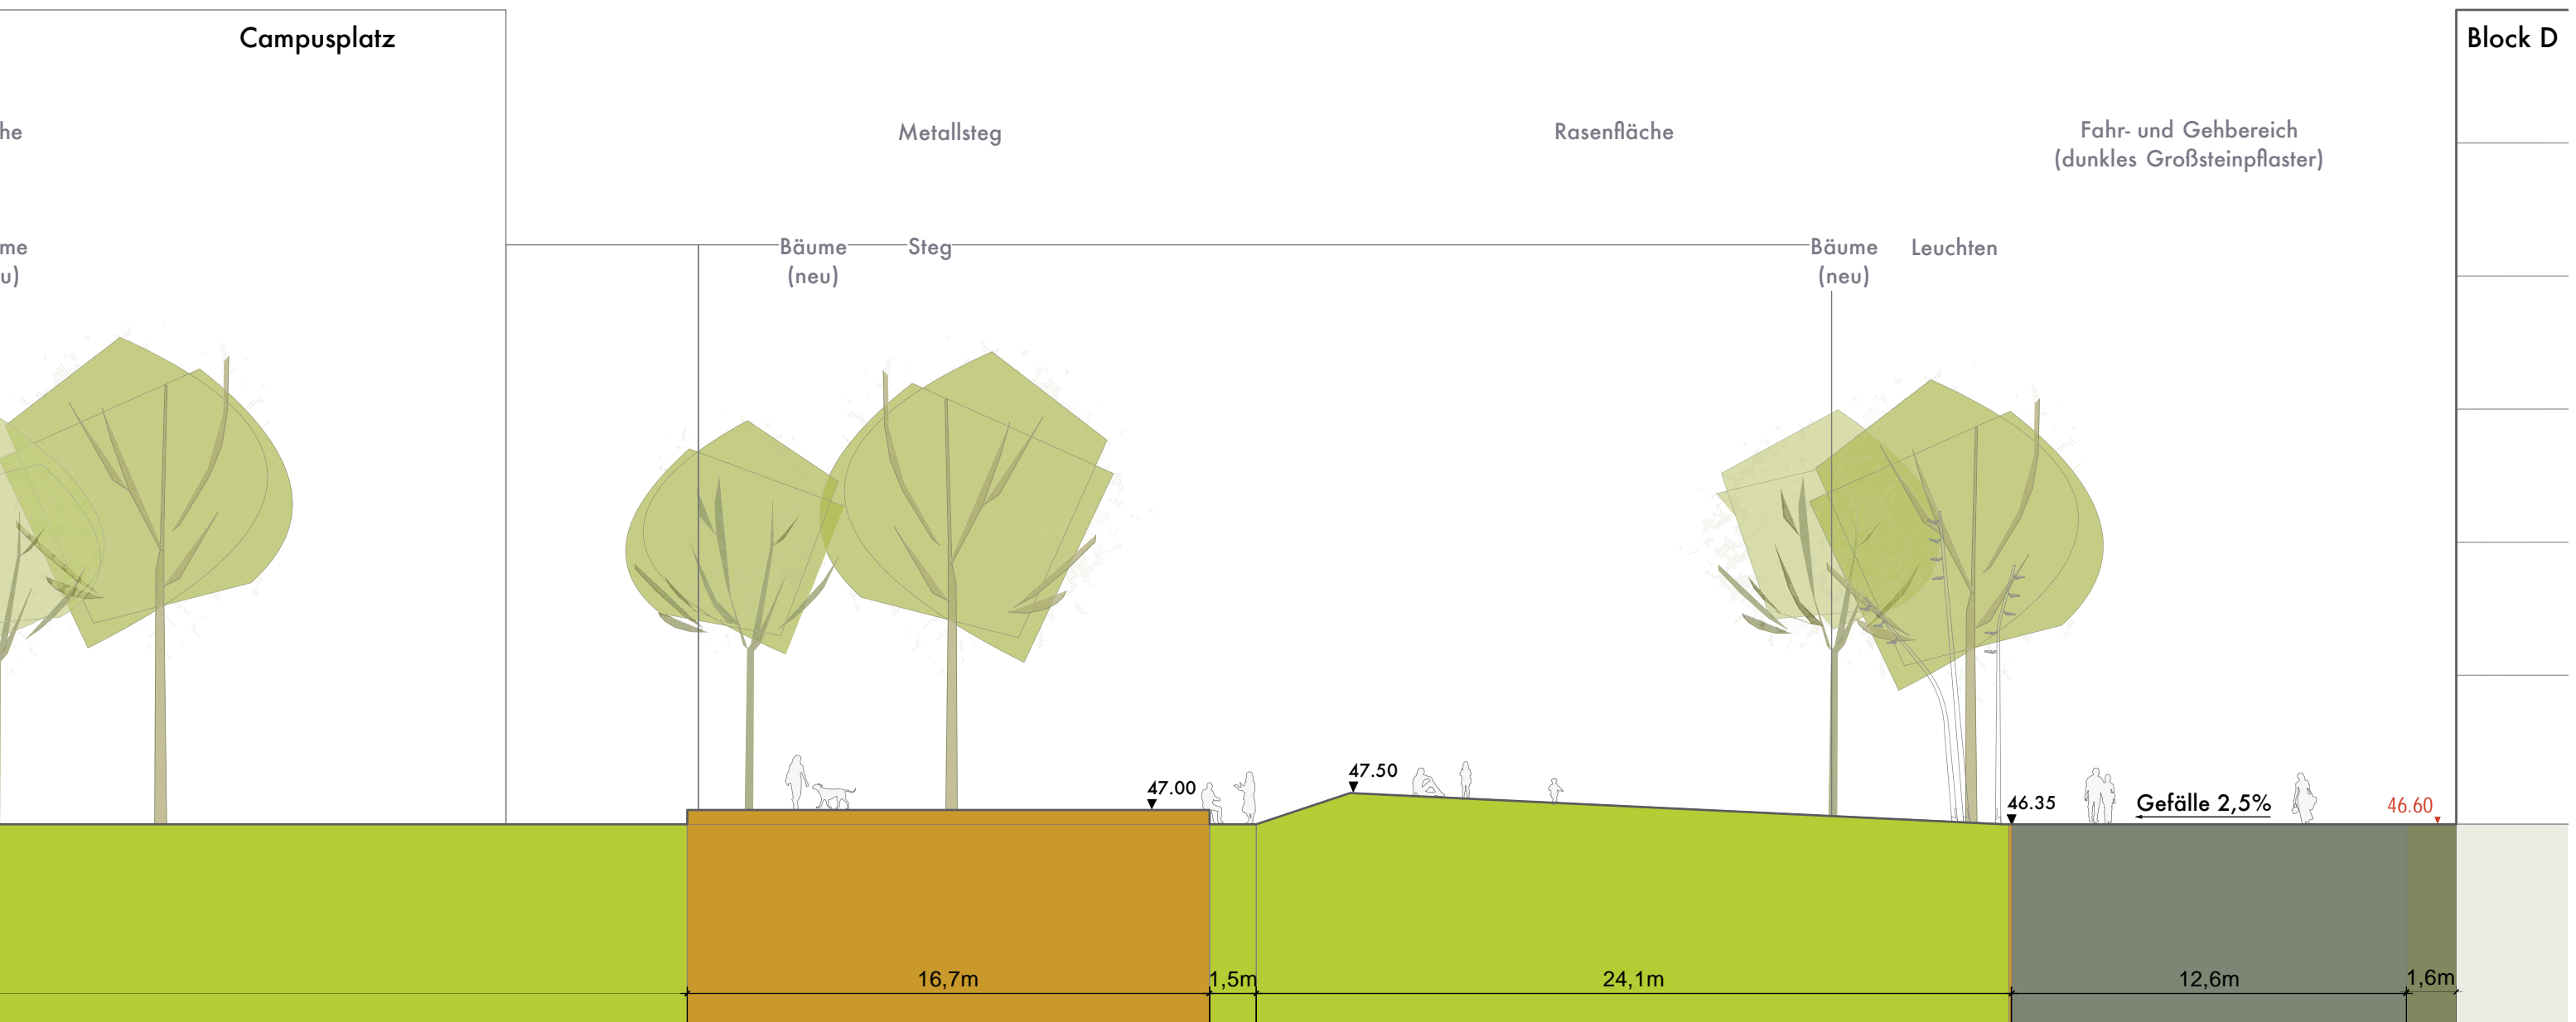 Campusplatz
Block D
he
Metallsteg
Rasenfläche
Fahr- und Gehbereich
(dunkles Großsteinpflaster)
me
u)
Bäume
(neu)
Steg
Bäume
(neu)
Leuchten
47.00
47.50
46.35
Gefälle 2,5%
46.60
16,7m
1,5m
24,1m
12,6m
1,6m